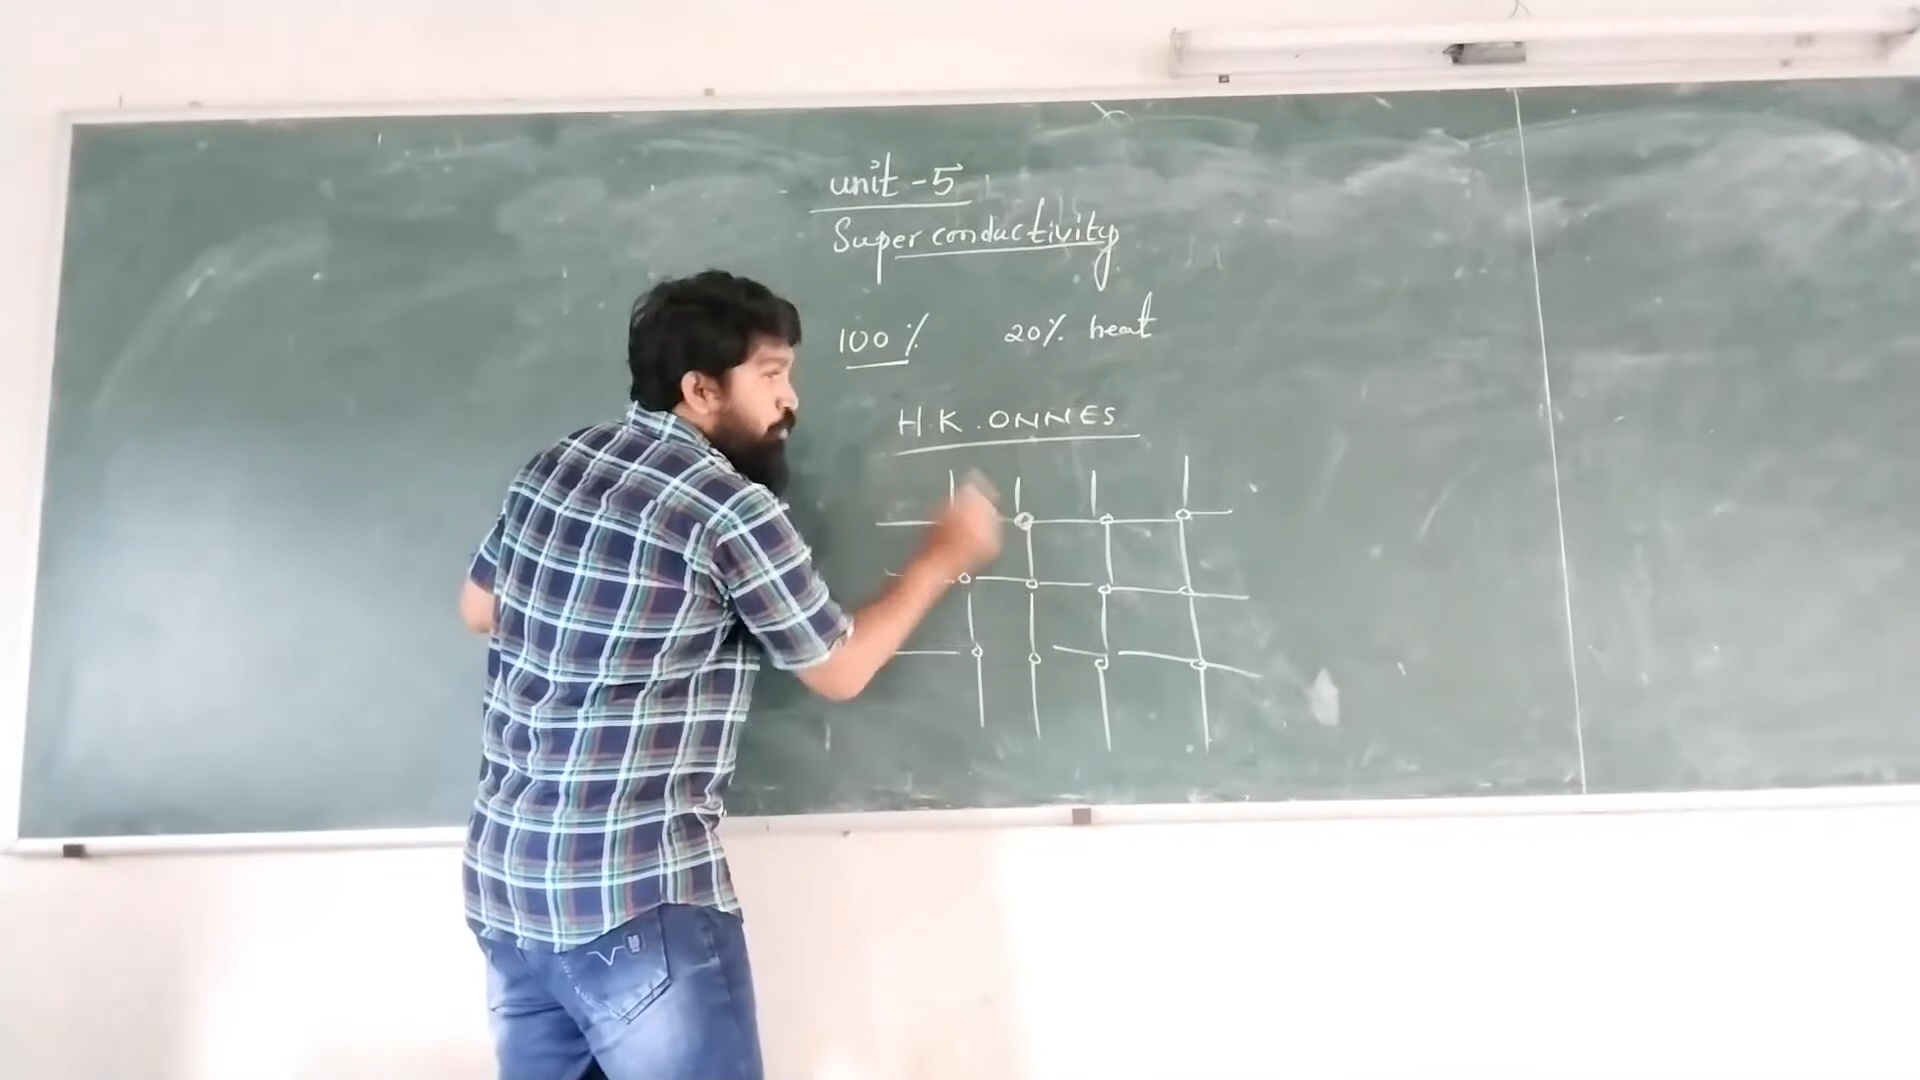 unit - 5
Super conductivity
100 % 20% heat
H.K. ONNES